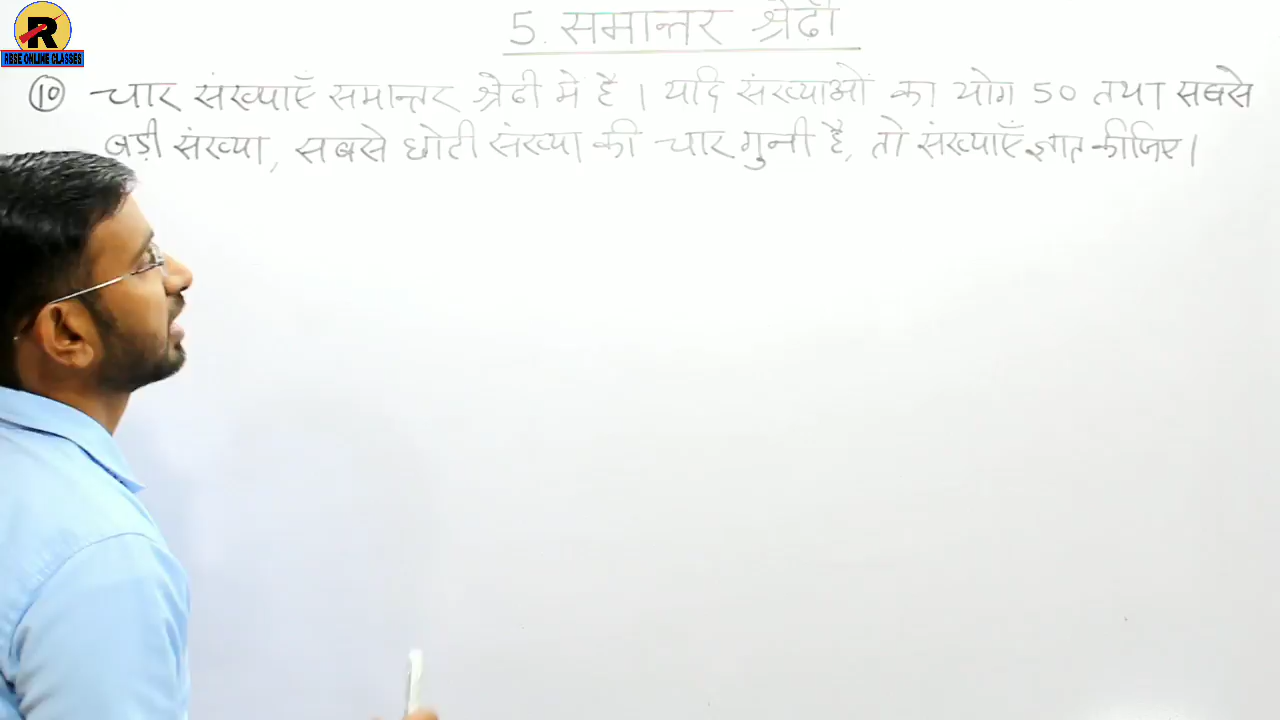 R
RBSE ONLINE CLASSES
5. समान्तर श्रेढी
10 चार संख्याएँ समान्तर श्रेढी में है । यदि संख्याओं का योग 50 तथा सबसे
बड़ी संख्या, सबसे छोटी संख्या की चार गुनी है, तो संख्याएँ ज्ञात कीजिए।